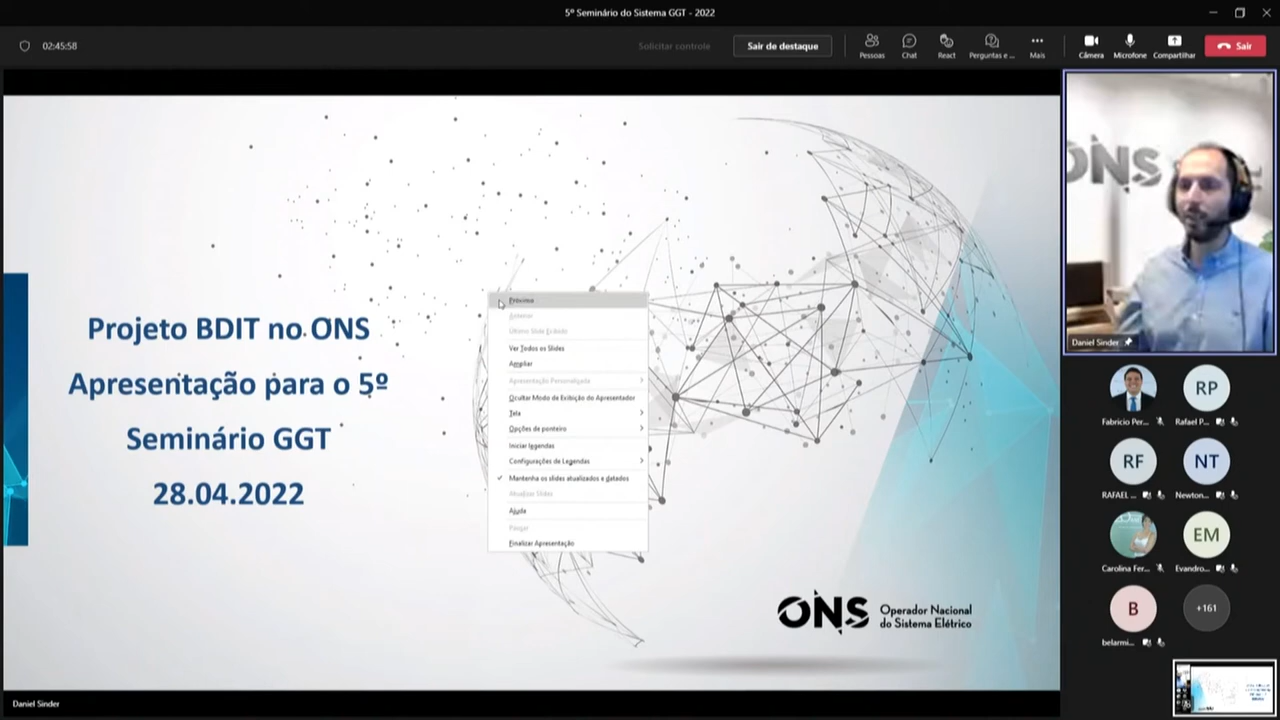 5º Seminário do Sistema GGT - 2022
02:45:58
Solicitar controle
Sair de destaque
Pessoas
Chat
React
Perguntas e ...
Mais
Câmera
Microfone
Compartilhar
Sair
Projeto BDIT no ONS
Apresentação para o 5º
Seminário GGT
28.04.2022
Próximo
Anterior
Último Slide Exibido
Ver Todos os Slides
Ampliar
Apresentação Personalizada
Ocultar Modo de Exibição do Apresentador
Tela
Opções de ponteiro
Iniciar legendas
Configurações de Legendas
Mantenha os slides atualizados e datados
Atualizar Slides
Ajuda
Pausar
Finalizar Apresentação
ONS
Operador Nacional
do Sistema Elétrico
ONS
Daniel Sinder
Fabricio Per...
RP
Rafael P...
RF
RAFAEL ...
NT
Newton...
Carolina Fer...
EM
Evandro...
B
belarmi...
+161
Daniel Sinder